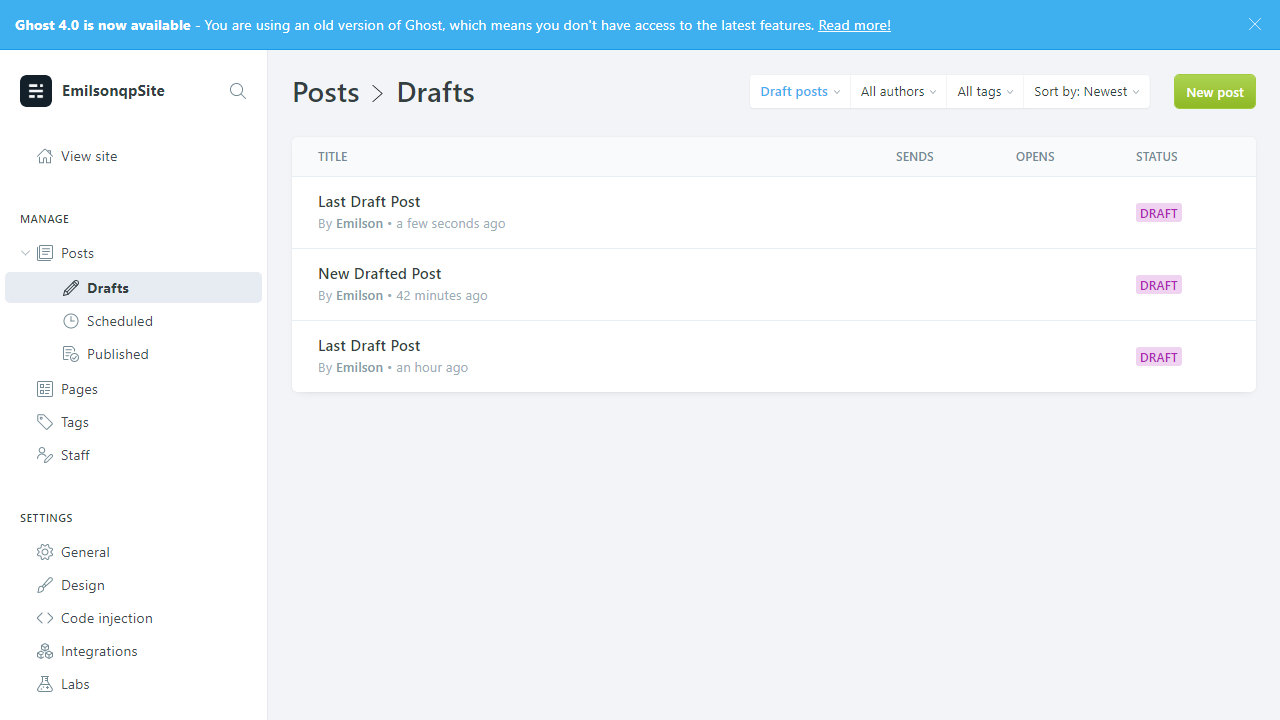 Ghost 4.0 is now available - You are using an old version of Ghost, which means you don't have access to the latest features. Read more!
EmilsonqpSite
View site
MANAGE
Posts
Drafts
Scheduled
Published
Pages
Tags
Staff
SETTINGS
General
Design
Code injection
Integrations
Labs
Posts > Drafts
Draft posts
All authors
All tags
Sort by: Newest
New post
TITLE SENDS OPENS STATUS
Last Draft Post
By Emilson • a few seconds ago
DRAFT
New Drafted Post
By Emilson • 42 minutes ago
DRAFT
Last Draft Post
By Emilson • an hour ago
DRAFT